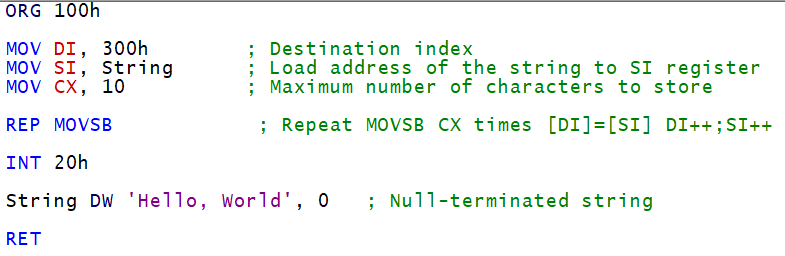 ORG 100h
MOV DI, 300h ; Destination index
MOV SI, String ; Load address of the string to SI register
MOV CX, 10 ; Maximum number of characters to store
REP MOVSB ; Repeat MOVSB CX times [DI]=[SI] DI++;SI++
INT 20h
String DW 'Hello, World', 0 ; Null-terminated string
RET